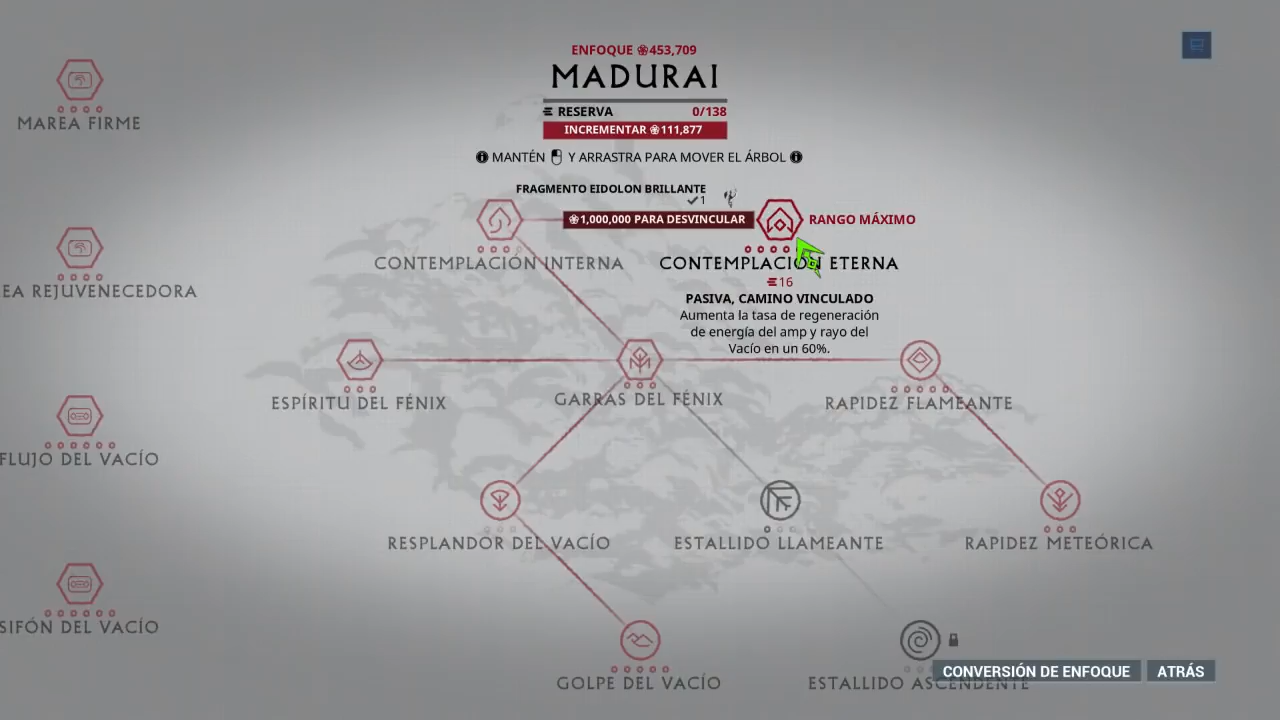 ENFOQUE 453,709
MADURAI
RESERVA 0/138
INCREMENTAR 111,877
MANTÉN Y ARRASTRA PARA MOVER EL ÁRBOL
MAREA FIRME
FRAGMENTO EIDOLON BRILLANTE
1
1,000,000 PARA DESVINCULAR
RANGO MÁXIMO
CONTEMPLACIÓN INTERNA
CONTEMPLACIÓN ETERNA
16
PASIVA, CAMINO VINCULADO
Aumenta la tasa de regeneración
de energía del amp y rayo del
Vacío en un 60%.
EA REJUVENECEDORA
ESPÍRITU DEL FÉNIX
GARRAS DEL FÉNIX
RAPIDEZ FLAMEANTE
FLUJO DEL VACÍO
RESPLANDOR DEL VACÍO
ESTALLIDO LLAMEANTE
RAPIDEZ METEÓRICA
SIFÓN DEL VACÍO
GOLPE DEL VACÍO
ESTALLIDO ASCENDENTE
CONVERSIÓN DE ENFOQUE
ATRÁS